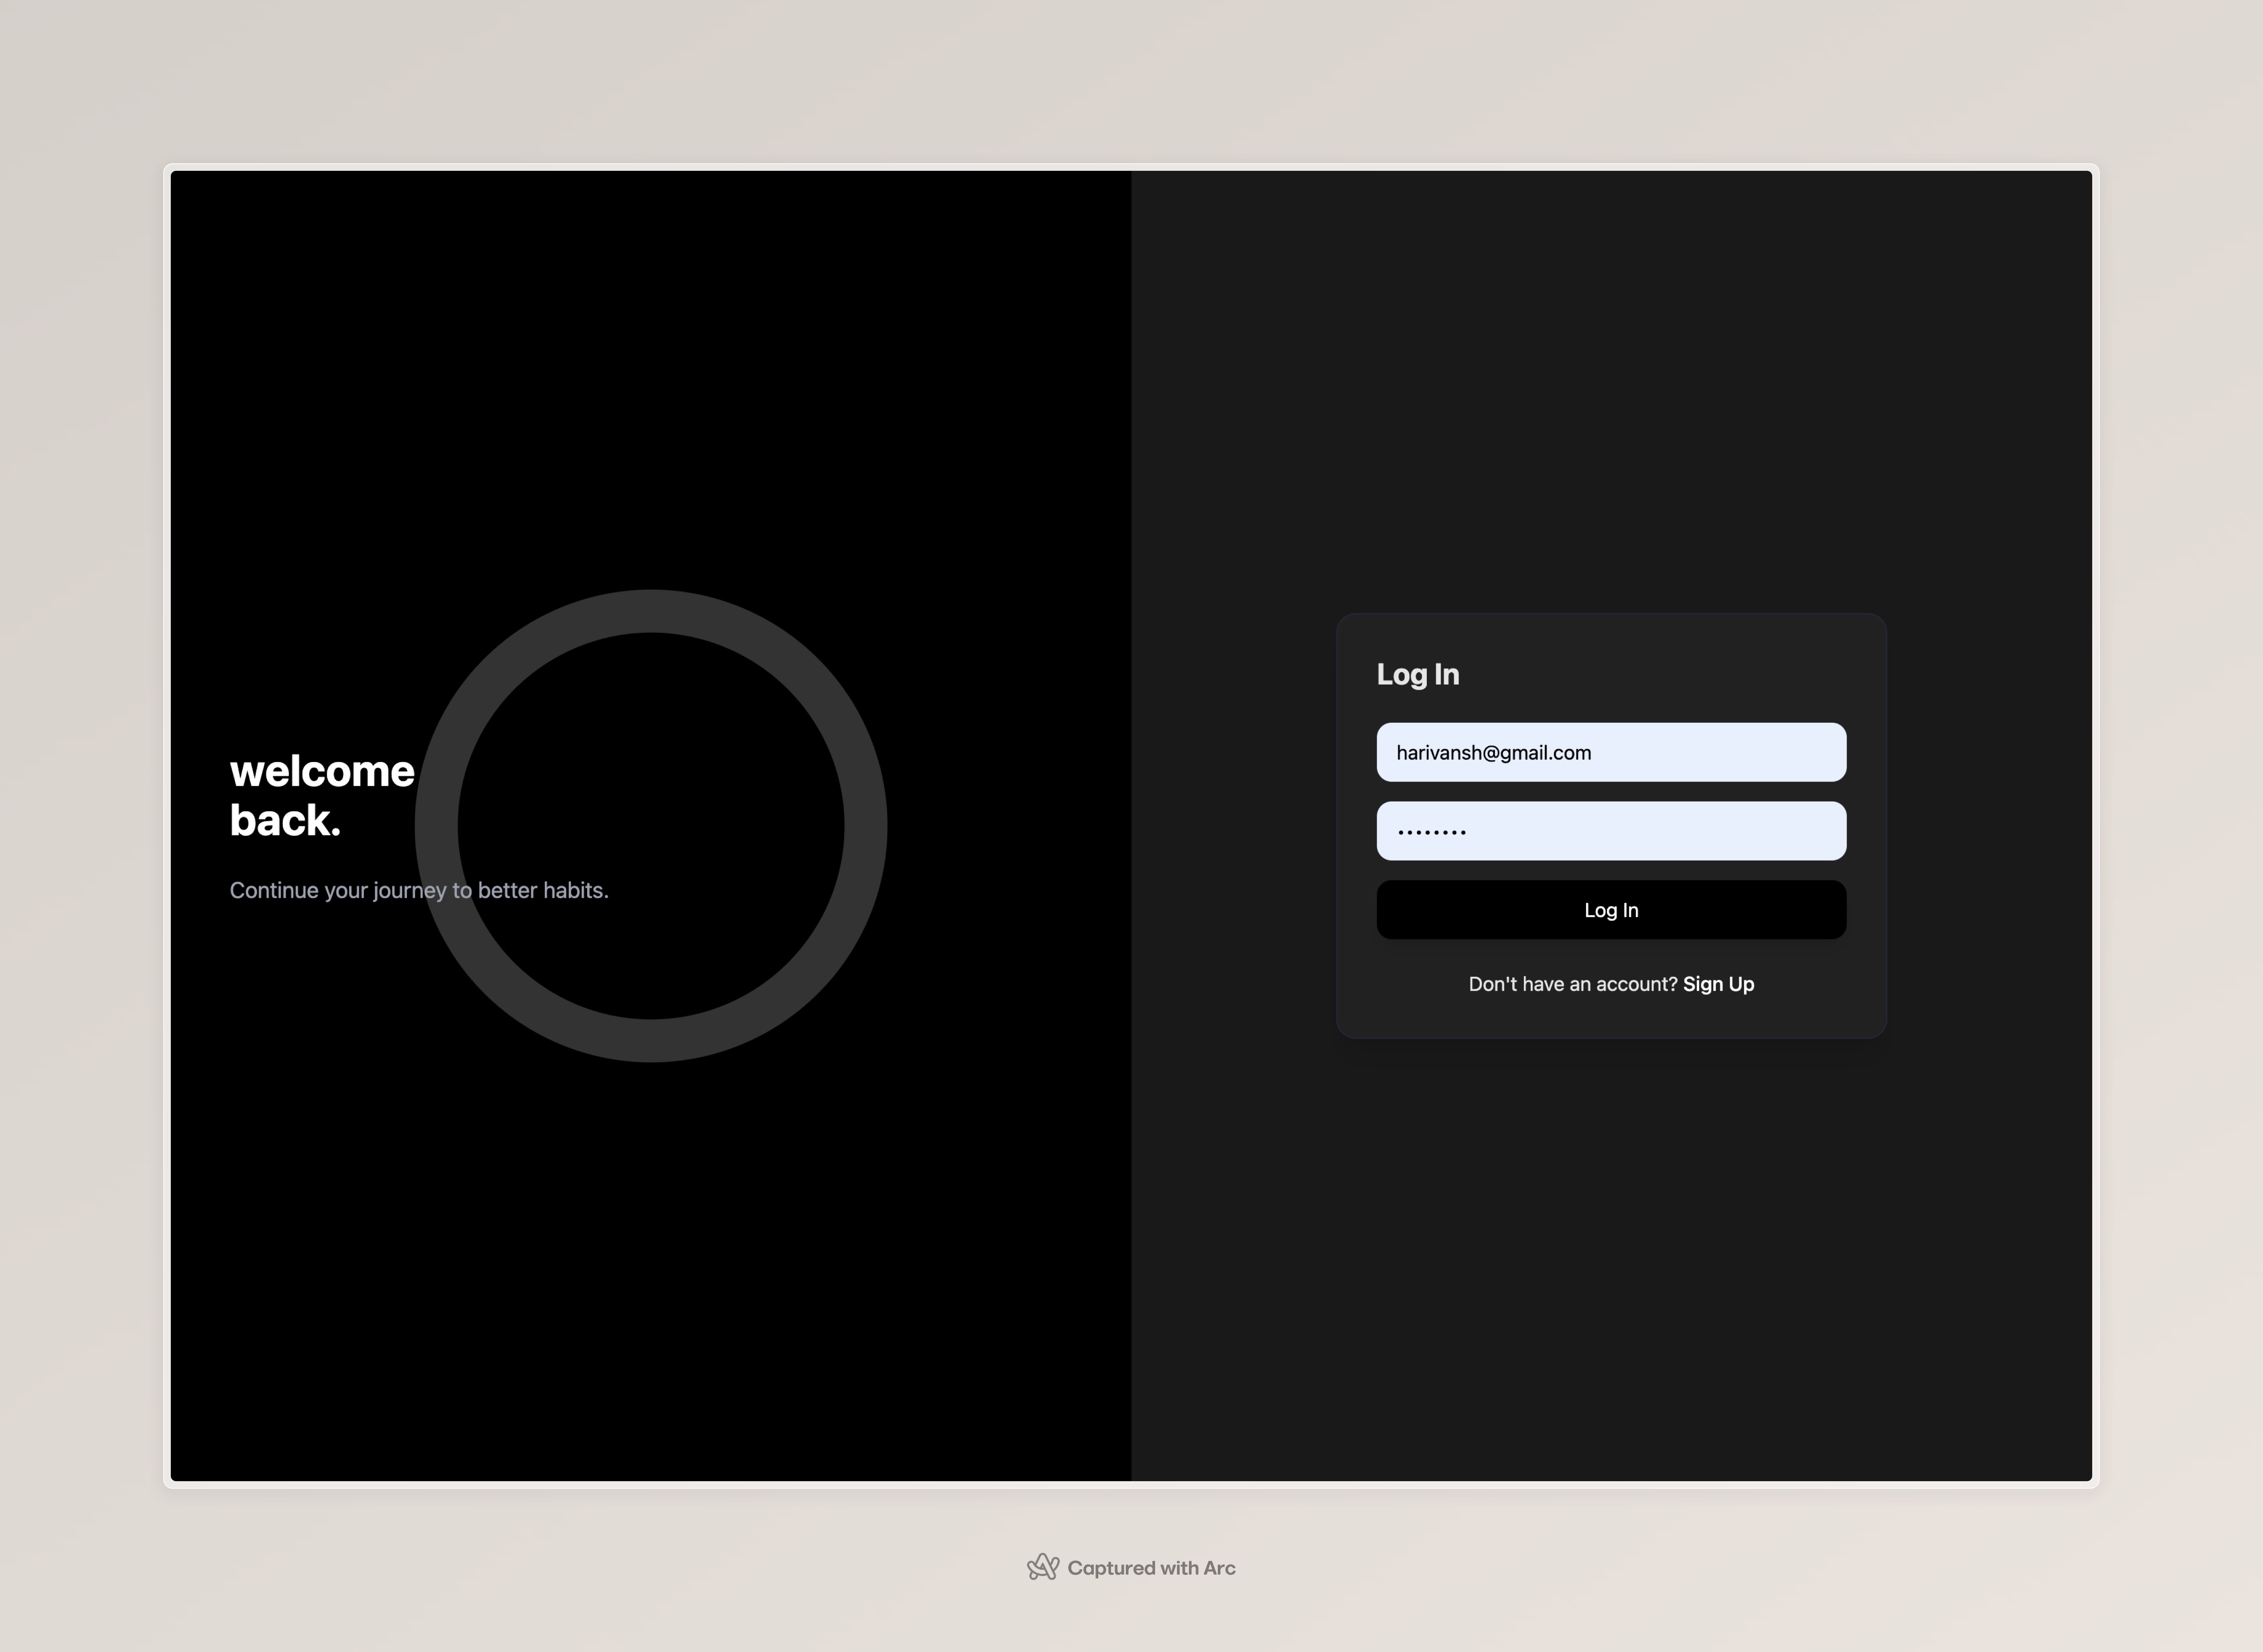 welcome
back.
Continue your journey to better habits.
Log In
harivansh@gmail.com
••••••••
Log In
Don't have an account? Sign Up
Captured with Arc